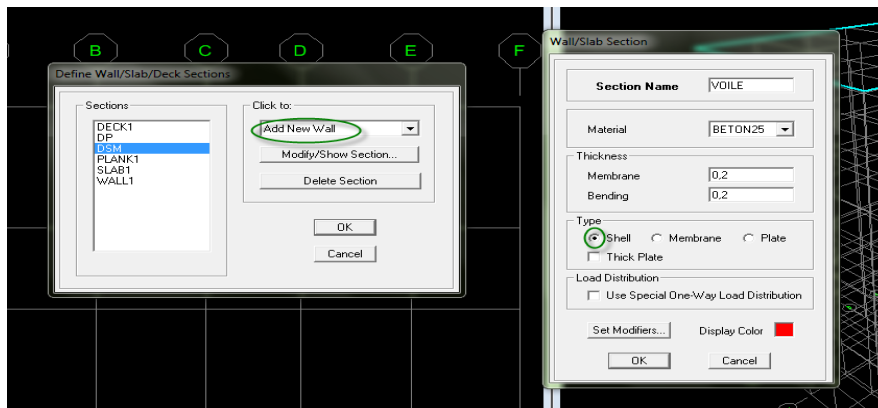 B C D E F
Define Wall/Slab/Deck Sections
Sections
DECK1
DP
DSM
PLANK1
SLAB1
WALL1
Click to:
Add New Wall
Modify/Show Section...
Delete Section
OK
Cancel
Wall/Slab Section
Section Name VOILE
Material BETON25
Thickness
Membrane 0,2
Bending 0,2
Type
Shell Membrane Plate
Thick Plate
Load Distribution
Use Special One-Way Load Distribution
Set Modifiers... Display Color
OK Cancel